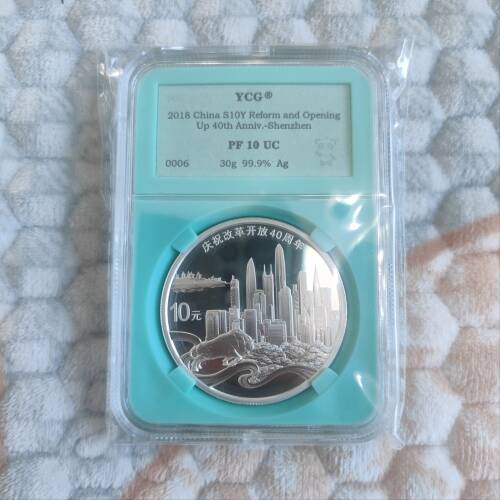 YCG®
2018 China S10Y Reform and Opening
Up 40th Anniv.-Shenzhen
PF 10 UC
0006 30g 99.9% Ag
庆祝改革开放40周年
10元